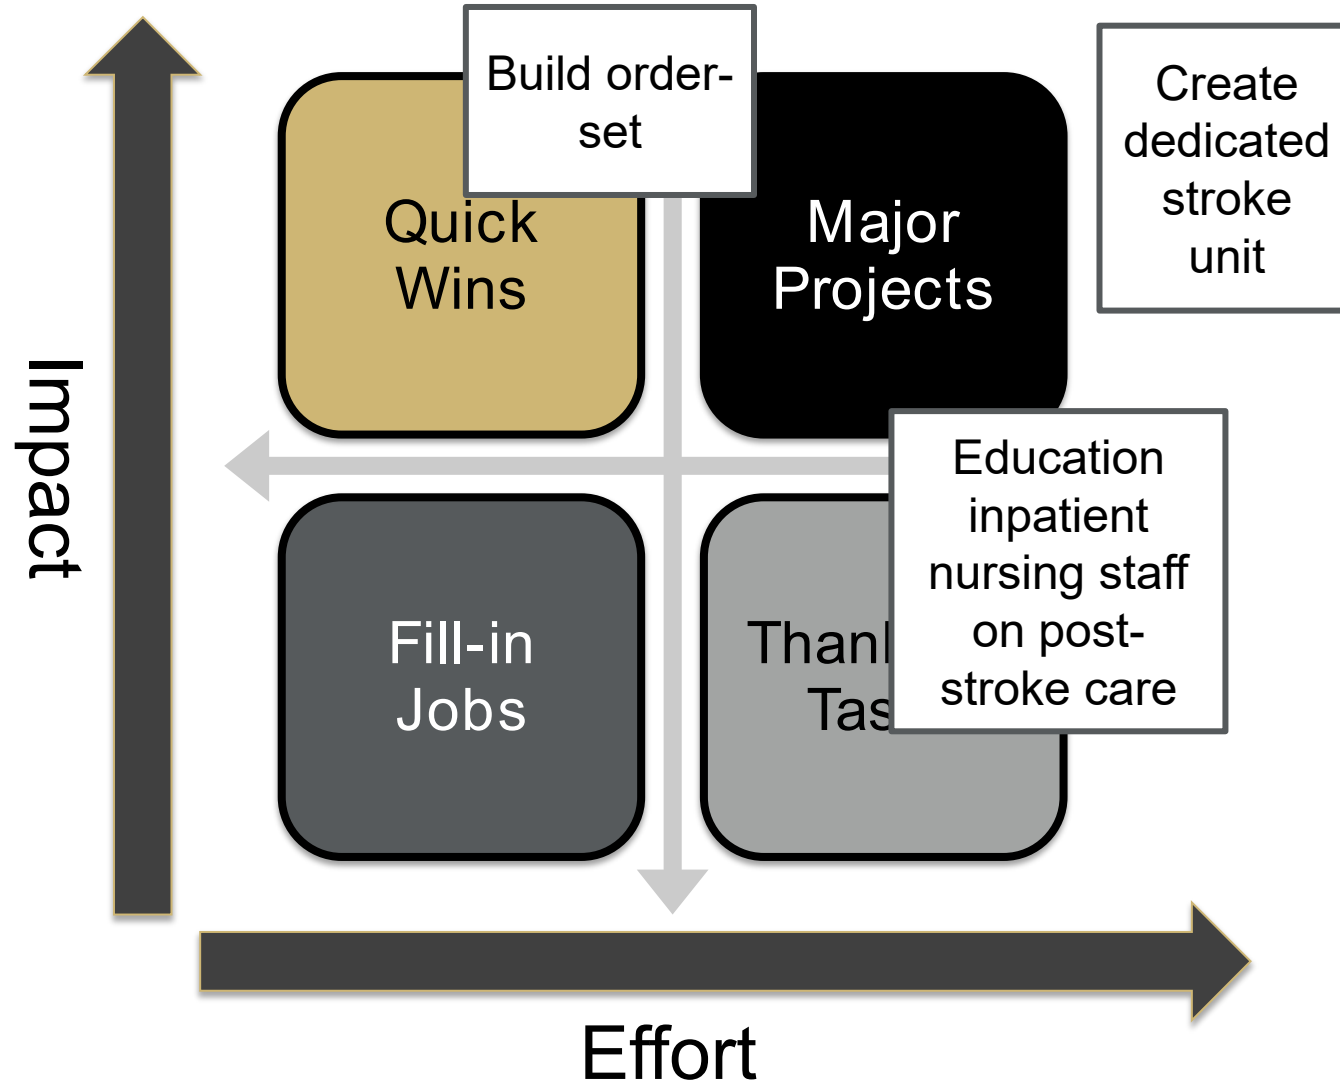 Build order-
set
Create
dedicated
stroke
unit
Quick
Wins
Major
Projects
Impact
Education
inpatient
nursing staff
on post-
stroke care
Fill-in
Jobs
Effort